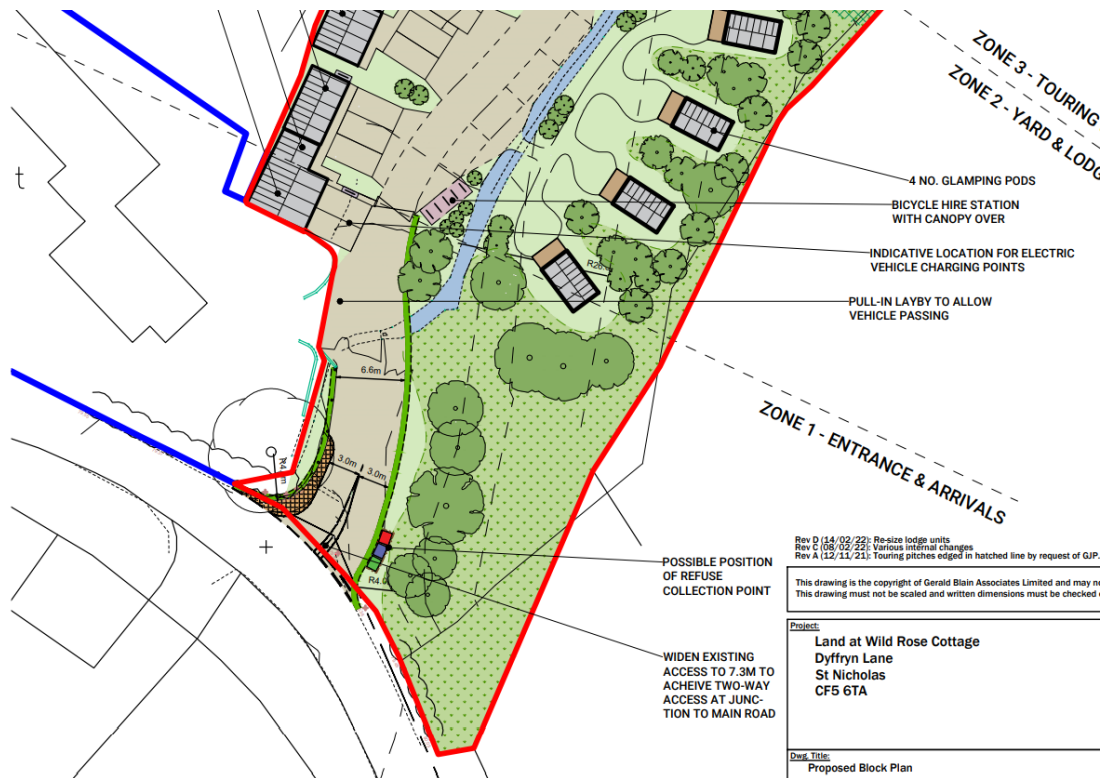 ZONE 3 - TOURING
ZONE 2 - YARD & LODG
t
4 NO. GLAMPING PODS
BICYCLE HIRE STATION
WITH CANOPY OVER
INDICATIVE LOCATION FOR ELECTRIC
VEHICLE CHARGING POINTS
PULL-IN LAYBY TO ALLOW
VEHICLE PASSING
6.6m
ZONE 1 - ENTRANCE & ARRIVALS
3.0m
3.0m
POSSIBLE POSITION
OF REFUSE
COLLECTION POINT
WIDEN EXISTING
ACCESS TO 7.3M TO
ACHEIVE TWO-WAY
ACCESS AT JUNC-
TION TO MAIN ROAD
Rev D (14/02/22): Re-size lodge units
Rev C (08/02/22): Various internal changes
Rev A (12/11/21): Touring pitches edged in hatched line by request of GJP.
This drawing is the copyright of Gerald Blain Associates Limited and may
This drawing must not be scaled and written dimensions must be checked
Project:
Land at Wild Rose Cottage
Dyffryn Lane
St Nicholas
CF5 6TA
Dwg. Title:
Proposed Block Plan